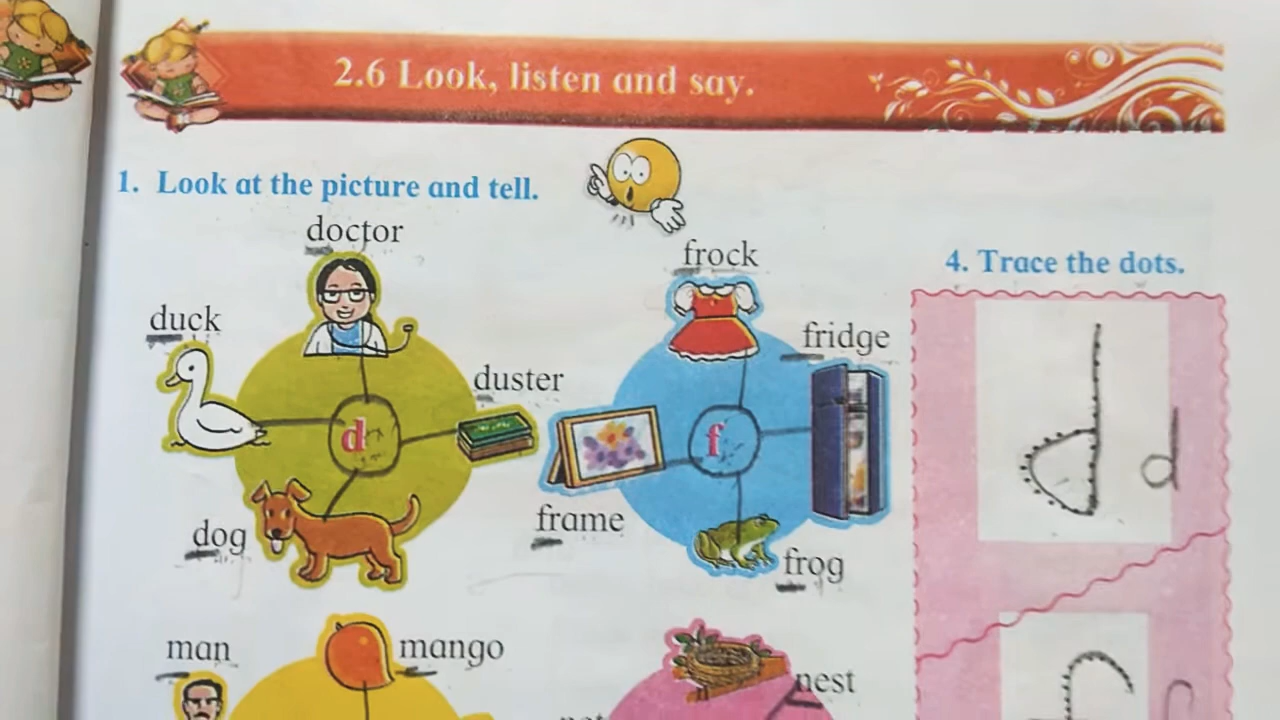 2.6 Look, listen and say.
1. Look at the picture and tell.
doctor
duck
duster
d
dog
frock
fridge
f
frame
frog
4. Trace the dots.
d
d
man
mango
nest